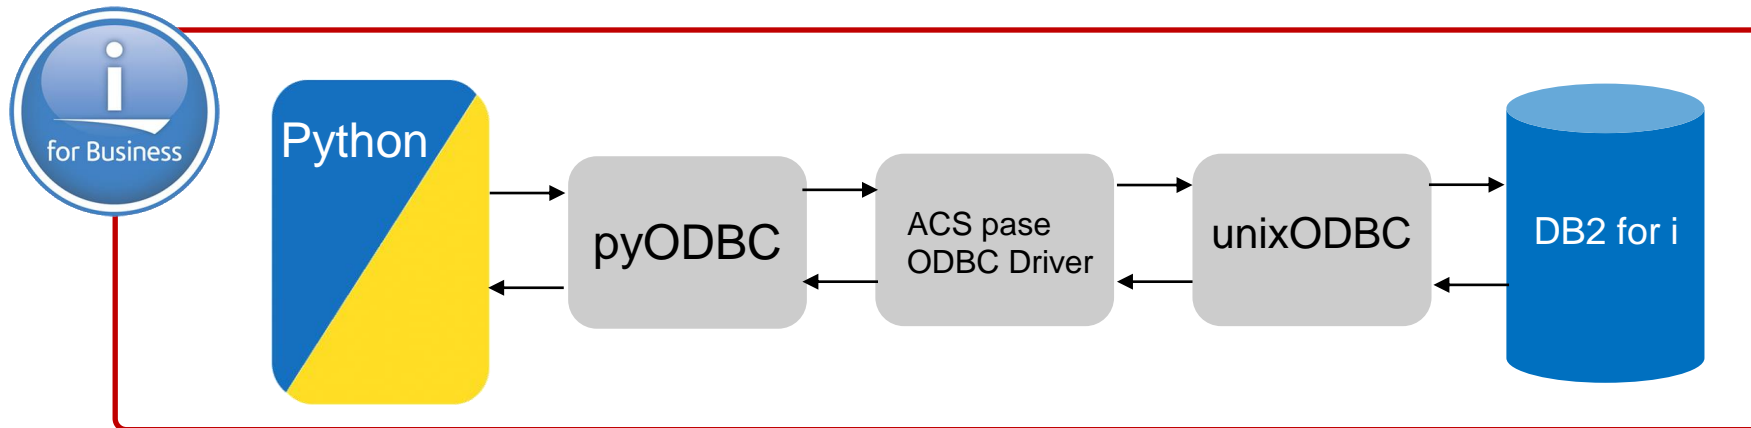 i
for Business
Python
pyODBC
ACS pase
ODBC Driver
unixODBC
DB2 for i